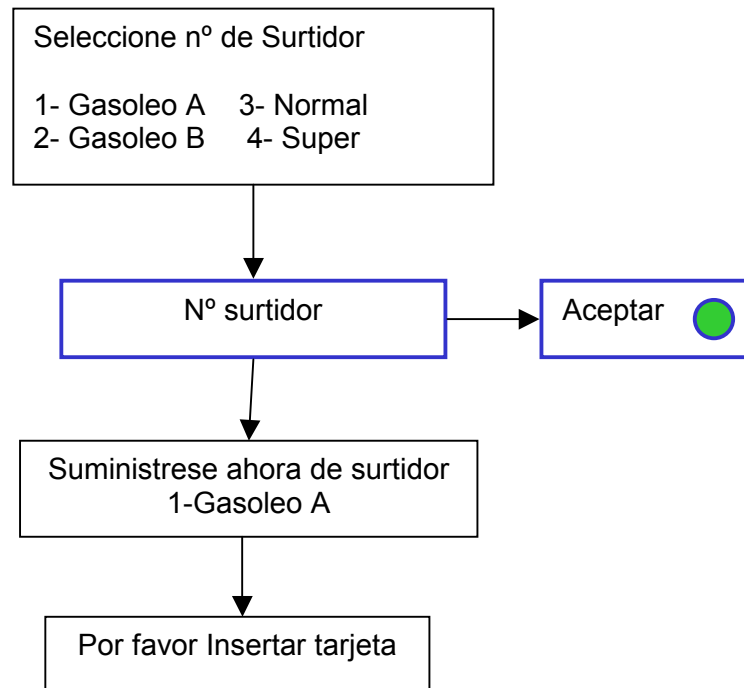 Seleccione nº de Surtidor
1- Gasoleo A 3- Normal
2- Gasoleo B 4- Super
Nº surtidor
Aceptar
Suministrese ahora de surtidor
1-Gasoleo A
Por favor Insertar tarjeta